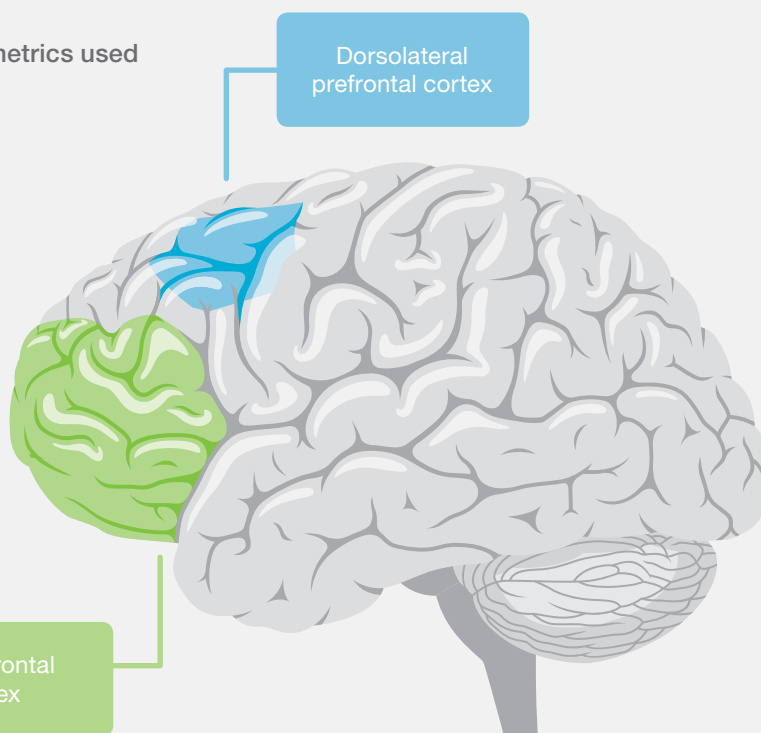 metrics used
Dorsolateral
prefrontal cortex
rontal
ex